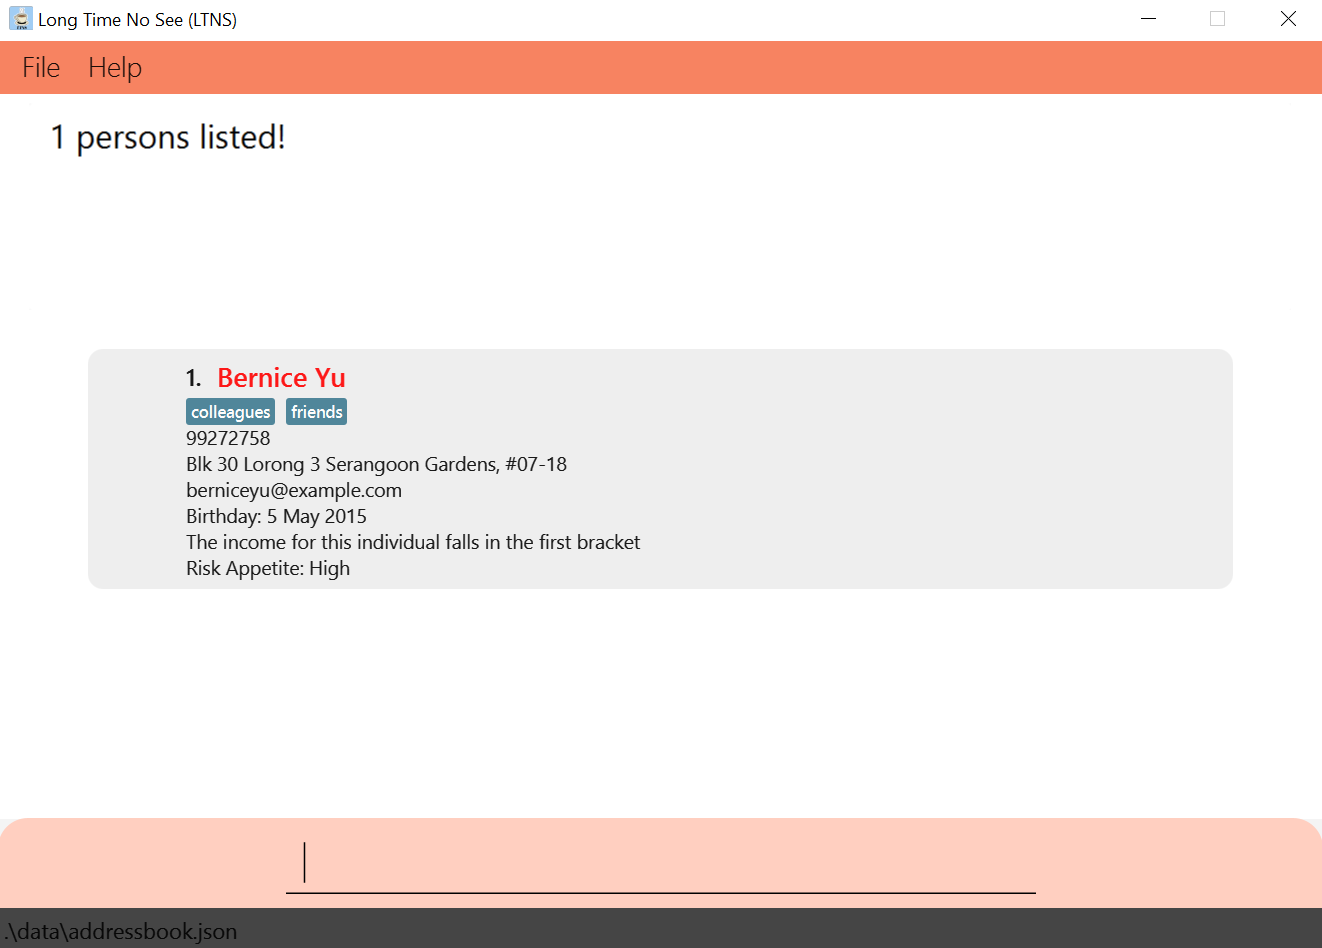 Long Time No See (LTNS)
File Help
1 persons listed!
1. Bernice Yu
colleagues friends
99272758
Blk 30 Lorong 3 Serangoon Gardens, #07-18
berniceyu@example.com
Birthday: 5 May 2015
The income for this individual falls in the first bracket
Risk Appetite: High
.\data\addressbook.json